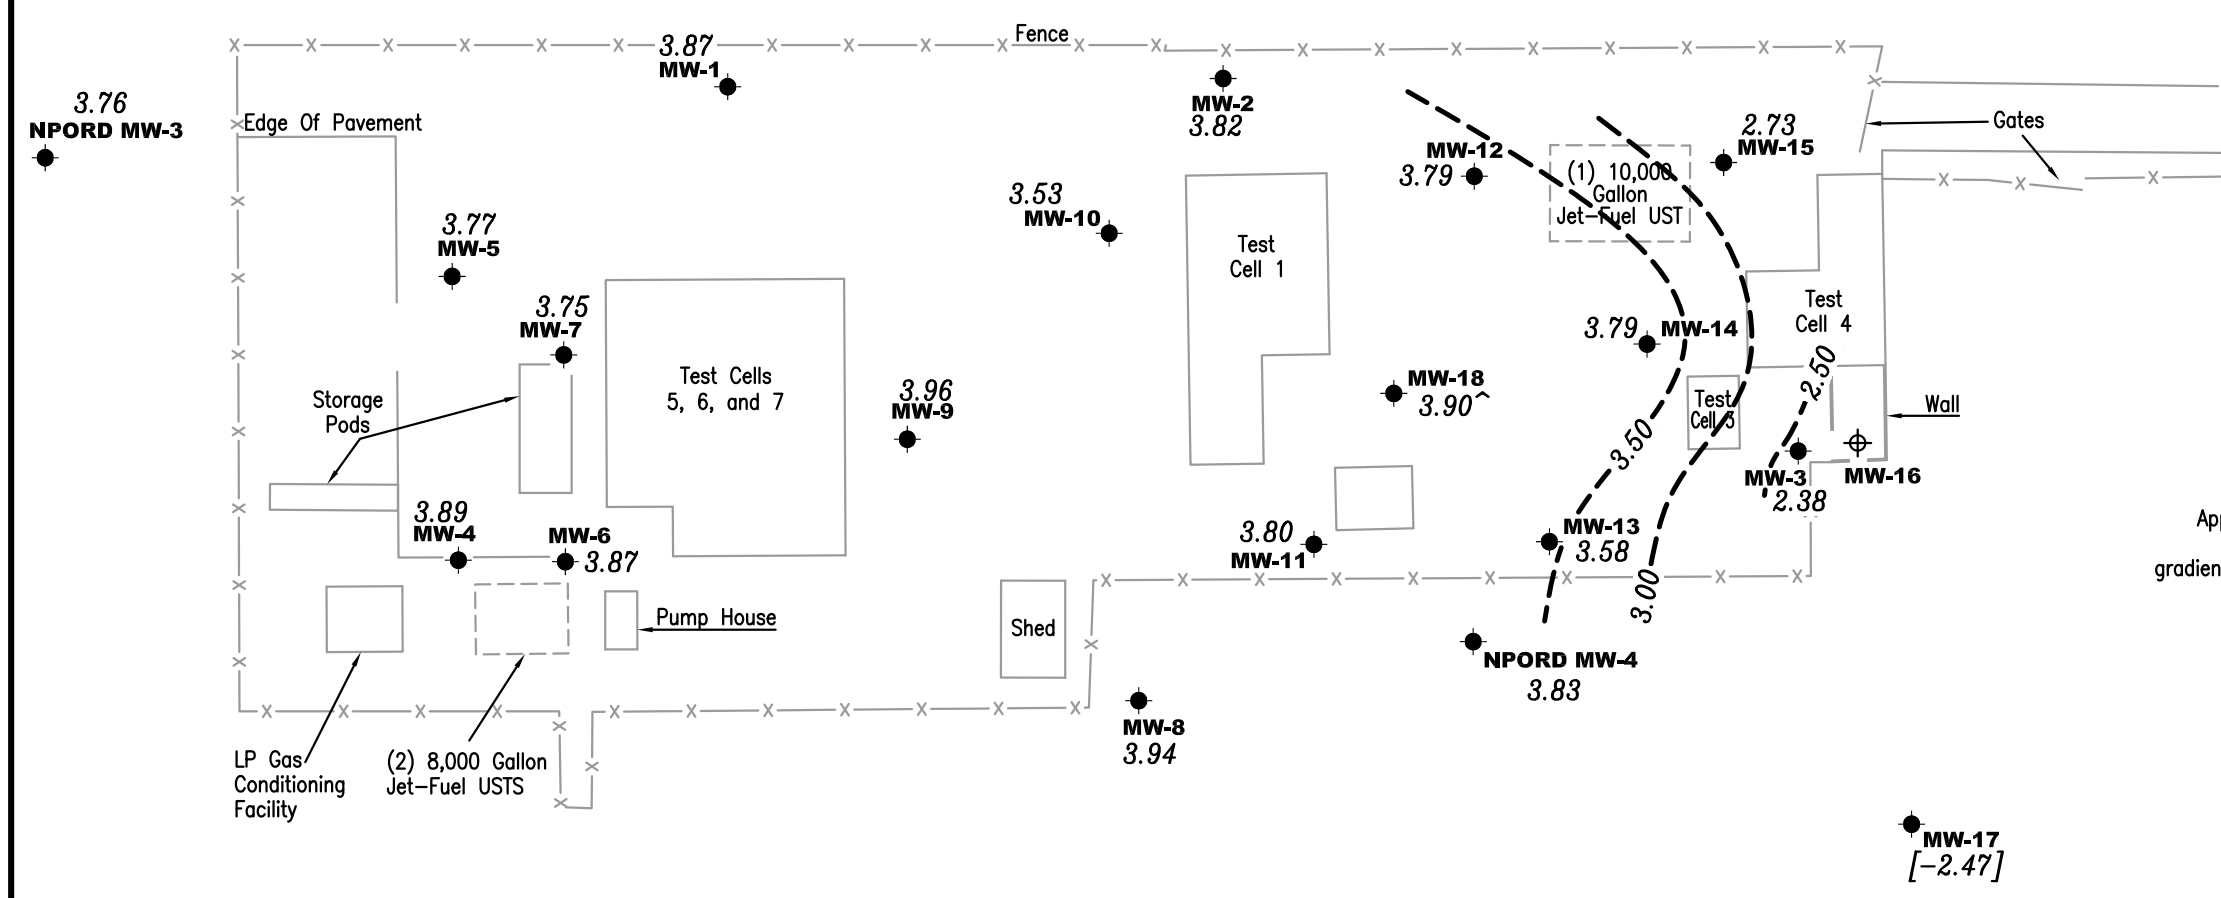 Fence
3.87
MW-1
3.76
NPORD MW-3
Edge Of Pavement
MW-2
3.82
MW-12
3.79
2.73
MW-15
Gates
(1) 10,000
Gallon
Jet-Fuel UST
3.53
MW-10
3.77
MW-5
Test
Cell 1
3.75
MW-7
Test
Cell 4
3.79
MW-14
Test Cells
5, 6, and 7
Storage
Pods
3.96
MW-9
MW-18
3.90^
2.50
Test
Cell 3
Wall
3.50
MW-3
2.38
MW-16
3.89
MW-4
MW-6
3.87
3.80
MW-11
MW-13
3.58
App
gradien
3.00
Pump House
Shed
NPORD MW-4
3.83
MW-8
3.94
LP Gas
Conditioning
Facility
(2) 8,000 Gallon
Jet-Fuel USTS
MW-17
[-2.47]